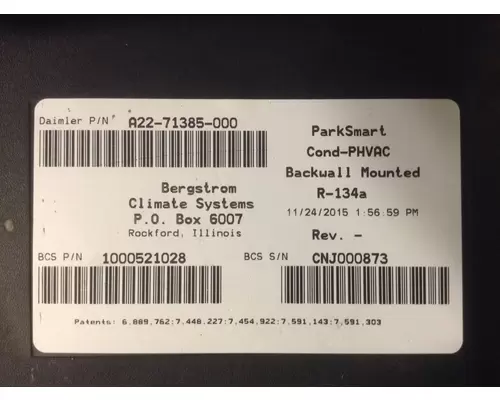 Daimler P/N A22-71385-000
ParkSmart
Cond-PHVAC
Backwall Mounted
R-134a
11/24/2015 1:56:59 PM
Rev. -
Bergstrom
Climate Systems
P.O. Box 6007
Rockford, Illinois
BCS P/N 1000521028
BCS S/N CNJ000873
Patents: 6,889,762;7,448,227;7,454,922;7,591,143;7,591,303